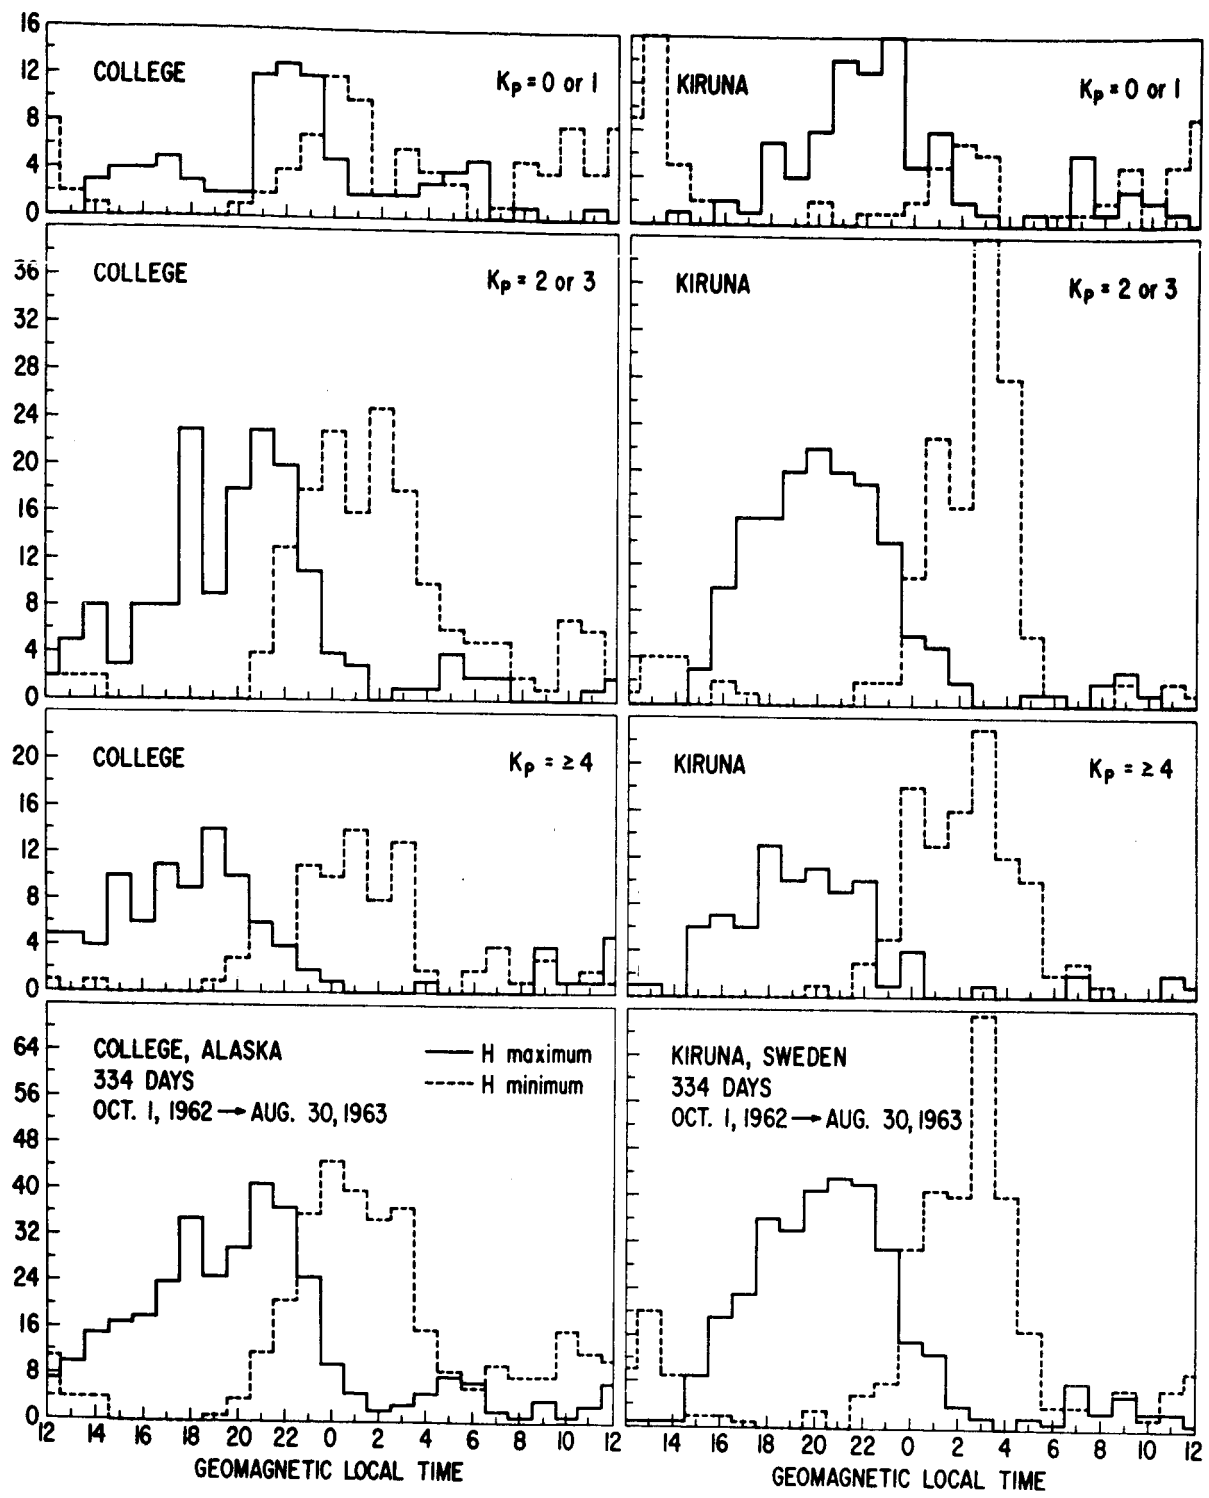 16
12
8
4
0
COLLEGE
Kp = 0 or 1
KIRUNA
Kp = 0 or 1
36
32
28
24
20
16
12
8
4
0
COLLEGE
Kp = 2 or 3
KIRUNA
Kp = 2 or 3
20
16
12
8
4
0
COLLEGE
Kp = ≥ 4
KIRUNA
Kp = ≥ 4
64
56
48
40
32
24
16
8
0
COLLEGE, ALASKA
334 DAYS
OCT. 1, 1962 → AUG. 30, 1963
H maximum
H minimum
KIRUNA, SWEDEN
334 DAYS
OCT. 1, 1962 → AUG. 30, 1963
12 14 16 18 20 22 0 2 4 6 8 10 12
GEOMAGNETIC LOCAL TIME
14 16 18 20 22 0 2 4 6 8 10 12
GEOMAGNETIC LOCAL TIME